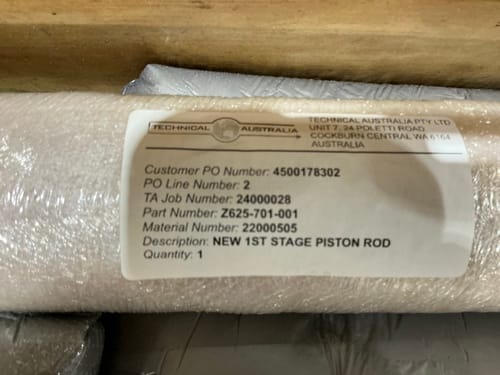 TECHNICAL AUSTRALIA
TECHNICAL AUSTRALIA PTY LTD
UNIT 7, 24 POLETTI ROAD
COCKBURN CENTRAL WA 6164
AUSTRALIA
Customer PO Number: 4500178302
PO Line Number: 2
TA Job Number: 24000028
Part Number: Z625-701-001
Material Number: 22000505
Description: NEW 1ST STAGE PISTON ROD
Quantity: 1